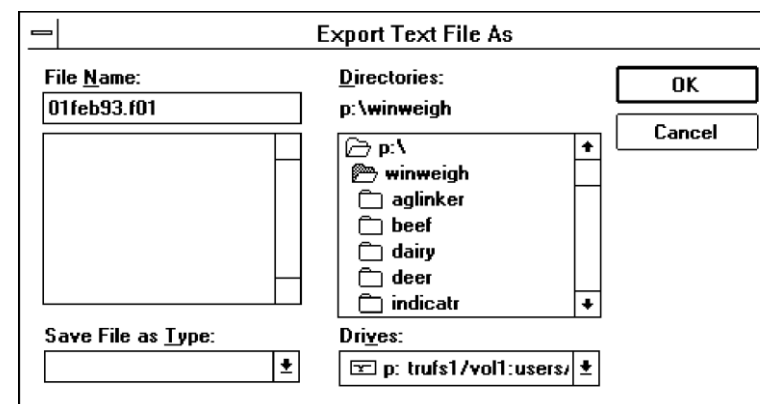 Export Text File As
File Name:
01feb93.f01
Save File as Type:
Directories:
p:\winweigh
p:\
winweigh
aglinker
beef
dairy
deer
indicatr
Drives:
p: trufs1/vol1:users/
OK
Cancel